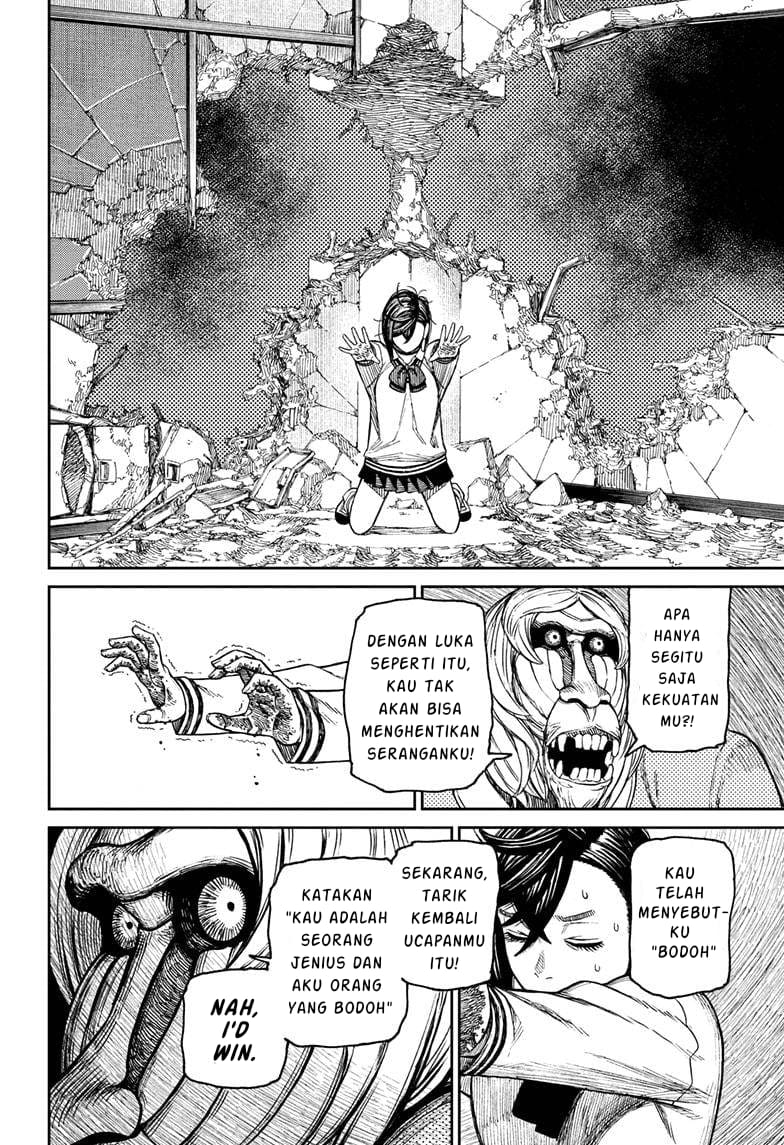 APA
HANYA
SEGITU
SAJA
KEKUATAN
MU?!
DENGAN LUKA
SEPERTI ITU,
KAU TAK
AKAN BISA
MENGHENTIKAN
SERANGANKU!
KAU
TELAH
MENYEBUT-
KU
"BODOH"
SEKARANG,
TARIK
KEMBALI
UCAPANMU
ITU!
KATAKAN
"KAU ADALAH
SEORANG
JENIUS DAN
AKU ORANG
YANG BODOH"
NAH,
I'D
WIN.